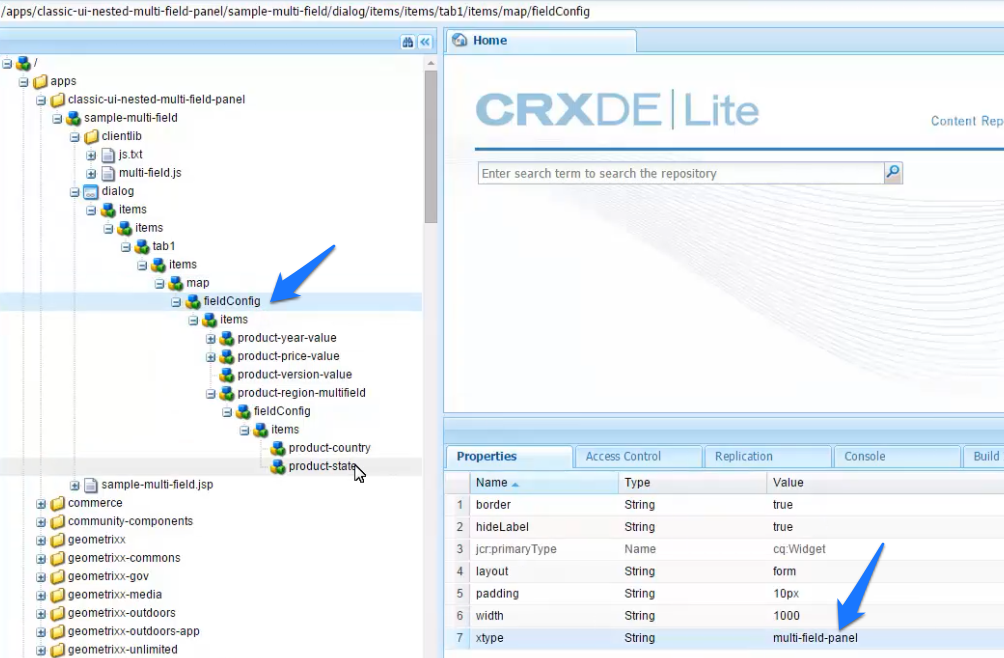 /apps/classic-ui-nested-multi-field-panel/sample-multi-field/dialog/items/items/tab1/items/map/fieldConfig
/
apps
classic-ui-nested-multi-field-panel
sample-multi-field
clientlib
js.txt
multi-field.js
dialog
items
items
tab1
items
map
fieldConfig
items
product-year-value
product-price-value
product-version-value
product-region-multifield
fieldConfig
items
product-country
product-state
sample-multi-field.jsp
commerce
community-components
geometrixx
geometrixx-commons
geometrixx-gov
geometrixx-media
geometrixx-outdoors
geometrixx-outdoors-app
geometrixx-unlimited
Home
CRXDE|Lite
Content Rep
Enter search term to search the repository
Properties Access Control Replication Console Build
Name Type Value
1 border String true
2 hideLabel String true
3 jcr:primaryType Name cq:Widget
4 layout String form
5 padding String 10px
6 width String 1000
7 xtype String multi-field-panel